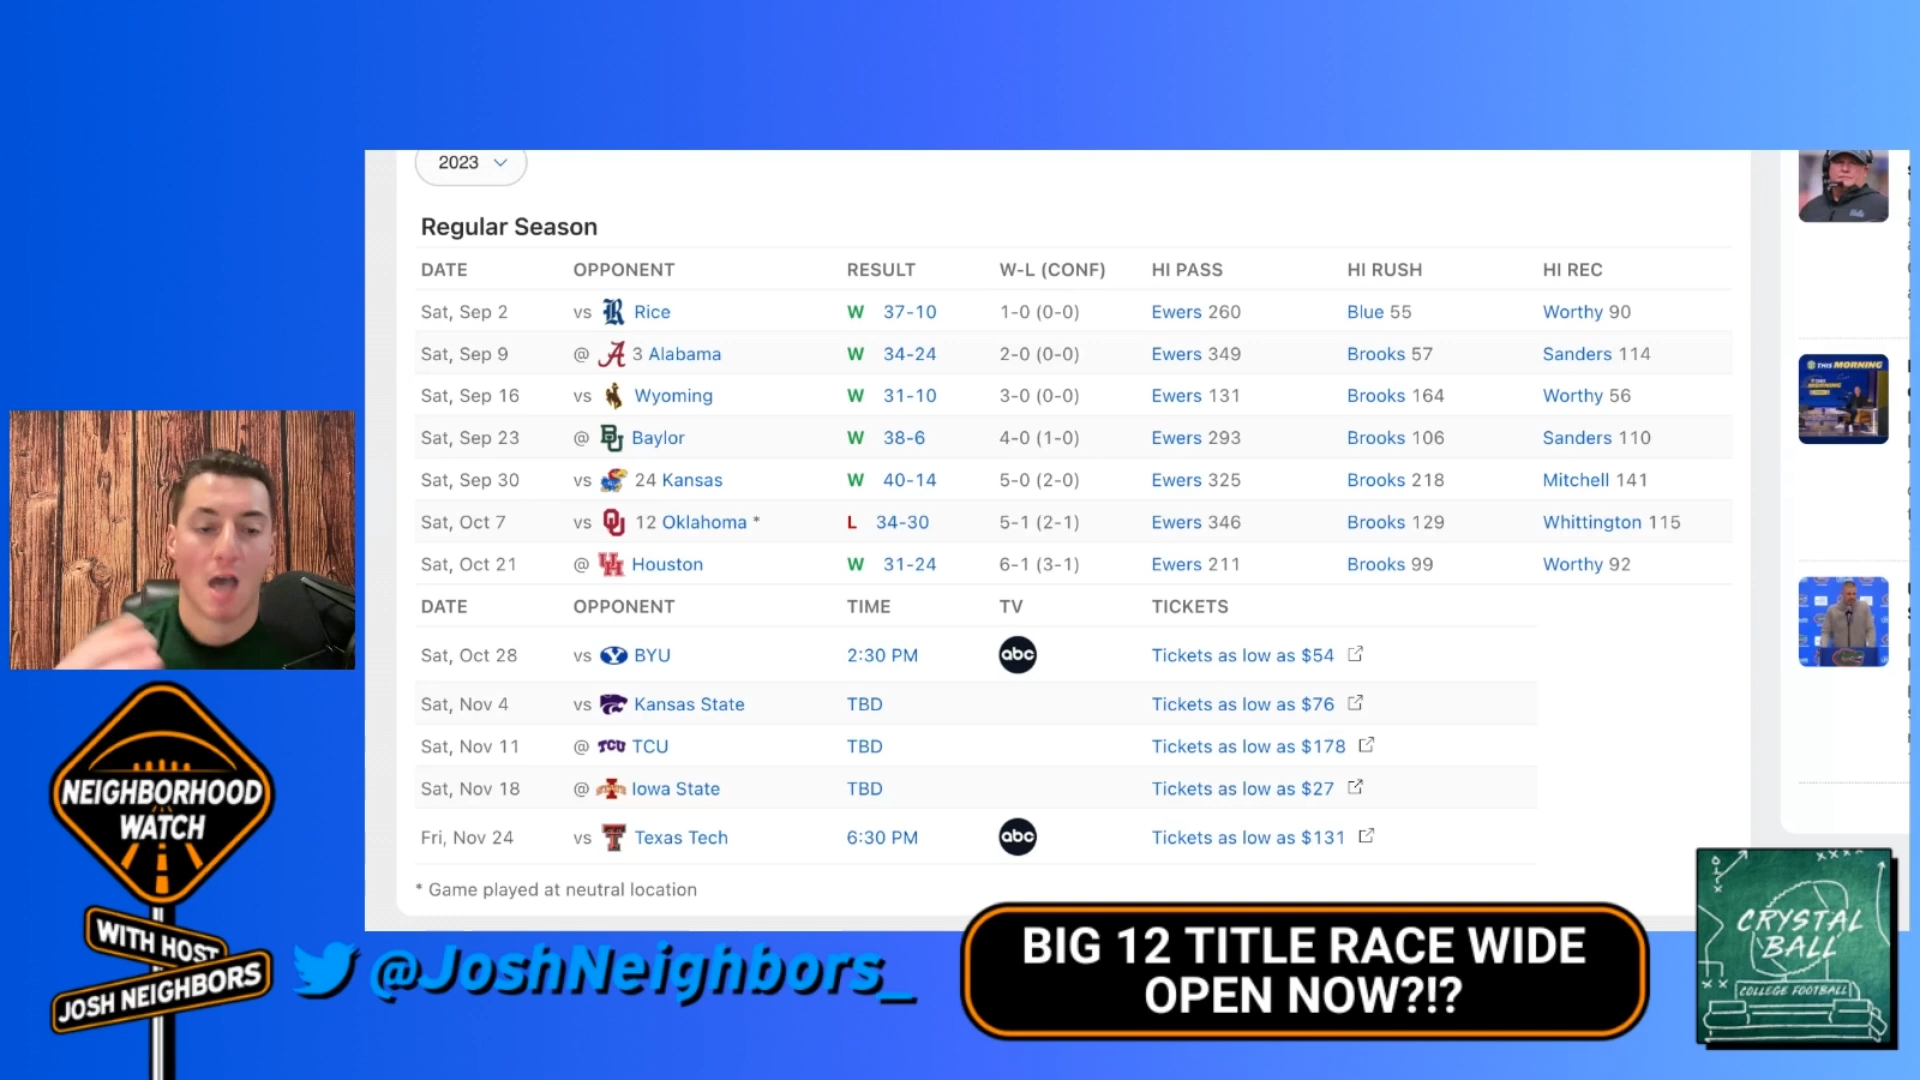 2023
Regular Season
DATE OPPONENT RESULT W-L (CONF) HI PASS HI RUSH HI REC
Sat, Sep 2 vs Rice W 37-10 1-0 (0-0) Ewers 260 Blue 55 Worthy 90
Sat, Sep 9 @ 3 Alabama W 34-24 2-0 (0-0) Ewers 349 Brooks 57 Sanders 114
Sat, Sep 16 vs Wyoming W 31-10 3-0 (0-0) Ewers 131 Brooks 164 Worthy 56
Sat, Sep 23 @ BU Baylor W 38-6 4-0 (1-0) Ewers 293 Brooks 106 Sanders 110
Sat, Sep 30 vs 24 Kansas W 40-14 5-0 (2-0) Ewers 325 Brooks 218 Mitchell 141
Sat, Oct 7 vs OU 12 Oklahoma * L 34-30 5-1 (2-1) Ewers 346 Brooks 129 Whittington 115
Sat, Oct 21 @ UH Houston W 31-24 6-1 (3-1) Ewers 211 Brooks 99 Worthy 92
DATE OPPONENT TIME TV TICKETS
Sat, Oct 28 vs Y BYU 2:30 PM abc Tickets as low as $54
Sat, Nov 4 vs Kansas State TBD Tickets as low as $76
Sat, Nov 11 @ TCU TCU TBD Tickets as low as $178
Sat, Nov 18 @ Iowa State TBD Tickets as low as $27
Fri, Nov 24 vs Texas Tech 6:30 PM abc Tickets as low as $131
* Game played at neutral location
THIS MORNING
NEIGHBORHOOD
WATCH
WITH HOST
JOSH NEIGHBORS
@JoshNeighbors_
BIG 12 TITLE RACE WIDE
OPEN NOW?!?
CRYSTAL
BALL
COLLEGE FOOTBALL